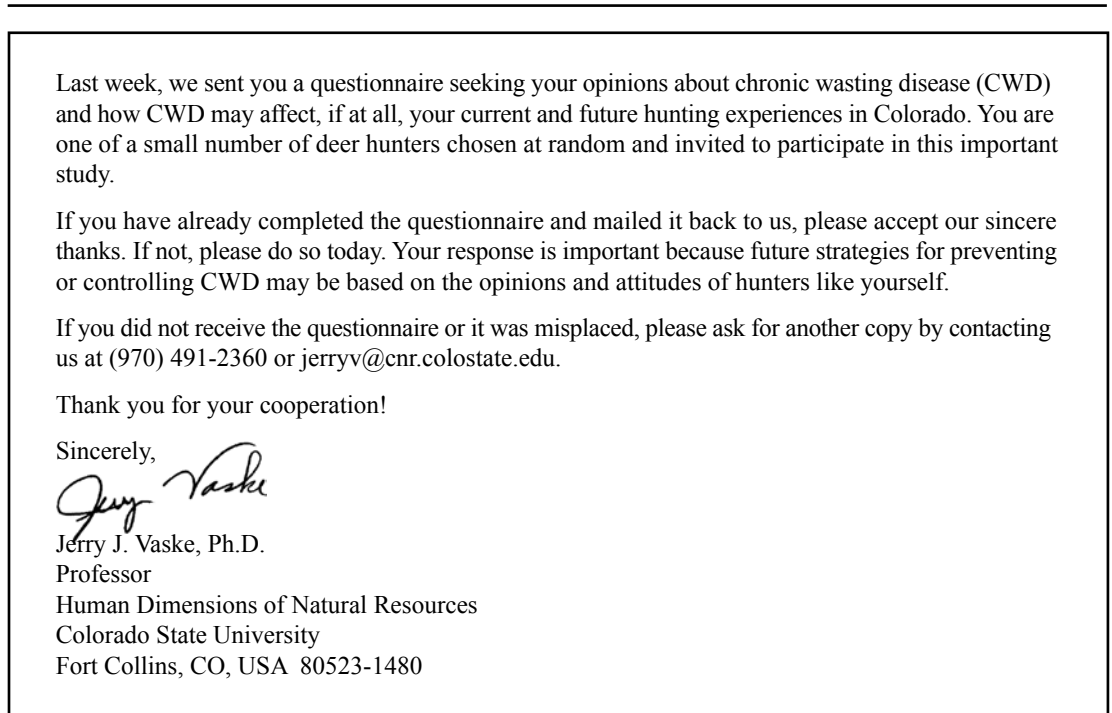 Last week, we sent you a questionnaire seeking your opinions about chronic wasting disease (CWD)
and how CWD may affect, if at all, your current and future hunting experiences in Colorado. You are
one of a small number of deer hunters chosen at random and invited to participate in this important
study.
If you have already completed the questionnaire and mailed it back to us, please accept our sincere
thanks. If not, please do so today. Your response is important because future strategies for preventing
or controlling CWD may be based on the opinions and attitudes of hunters like yourself.
If you did not receive the questionnaire or it was misplaced, please ask for another copy by contacting
us at (970) 491-2360 or jerryv@cnr.colostate.edu.
Thank you for your cooperation!
Sincerely,
Jerry Vaske
Jerry J. Vaske, Ph.D.
Professor
Human Dimensions of Natural Resources
Colorado State University
Fort Collins, CO, USA 80523-1480